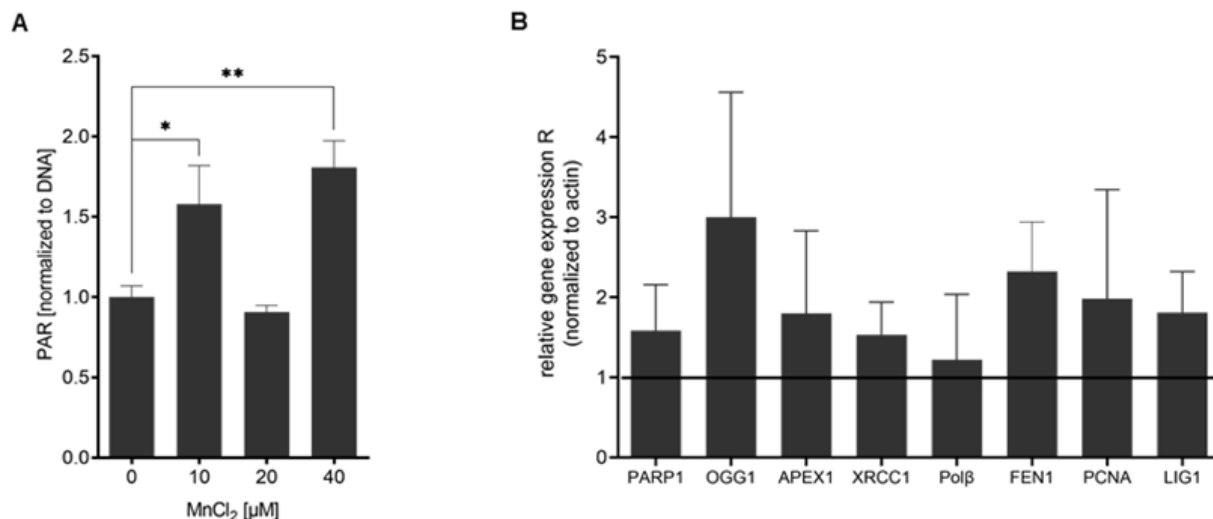 A
PAR [normalized to DNA]
2.5
2.0
1.5
1.0
0.5
0.0
**
*
0 10 20 40
MnCl₂ [µM]
B
relative gene expression R
(normalized to actin)
5
4
3
2
1
0
PARP1 OGG1 APEX1 XRCC1 Polβ FEN1 PCNA LIG1